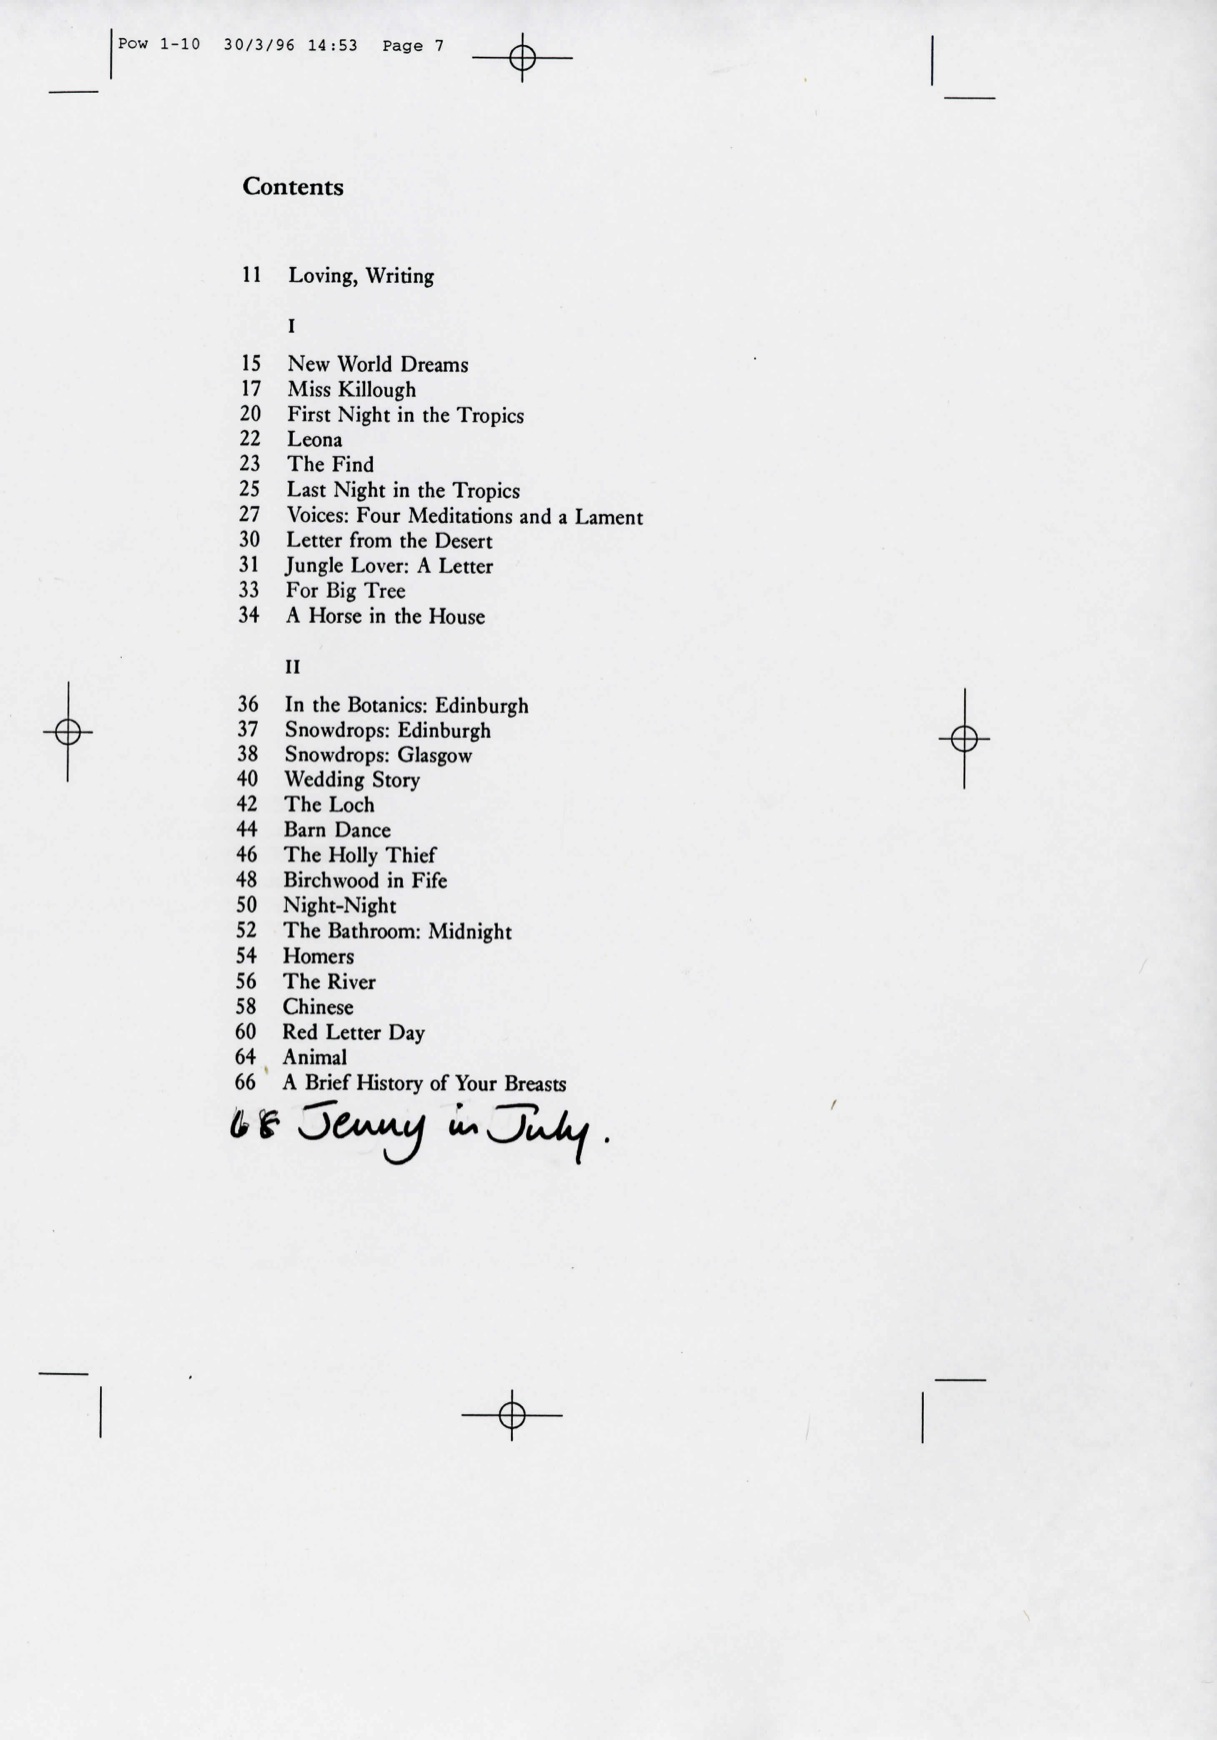 Pow 1-10 30/3/96 14:53 Page 7
Contents
11 Loving, Writing
I
15 New World Dreams
17 Miss Killough
20 First Night in the Tropics
22 Leona
23 The Find
25 Last Night in the Tropics
27 Voices: Four Meditations and a Lament
30 Letter from the Desert
31 Jungle Lover: A Letter
33 For Big Tree
34 A Horse in the House
II
36 In the Botanics: Edinburgh
37 Snowdrops: Edinburgh
38 Snowdrops: Glasgow
40 Wedding Story
42 The Loch
44 Barn Dance
46 The Holly Thief
48 Birchwood in Fife
50 Night-Night
52 The Bathroom: Midnight
54 Homers
56 The River
58 Chinese
60 Red Letter Day
64 Animal
66 A Brief History of Your Breasts
68 Jenny in July.